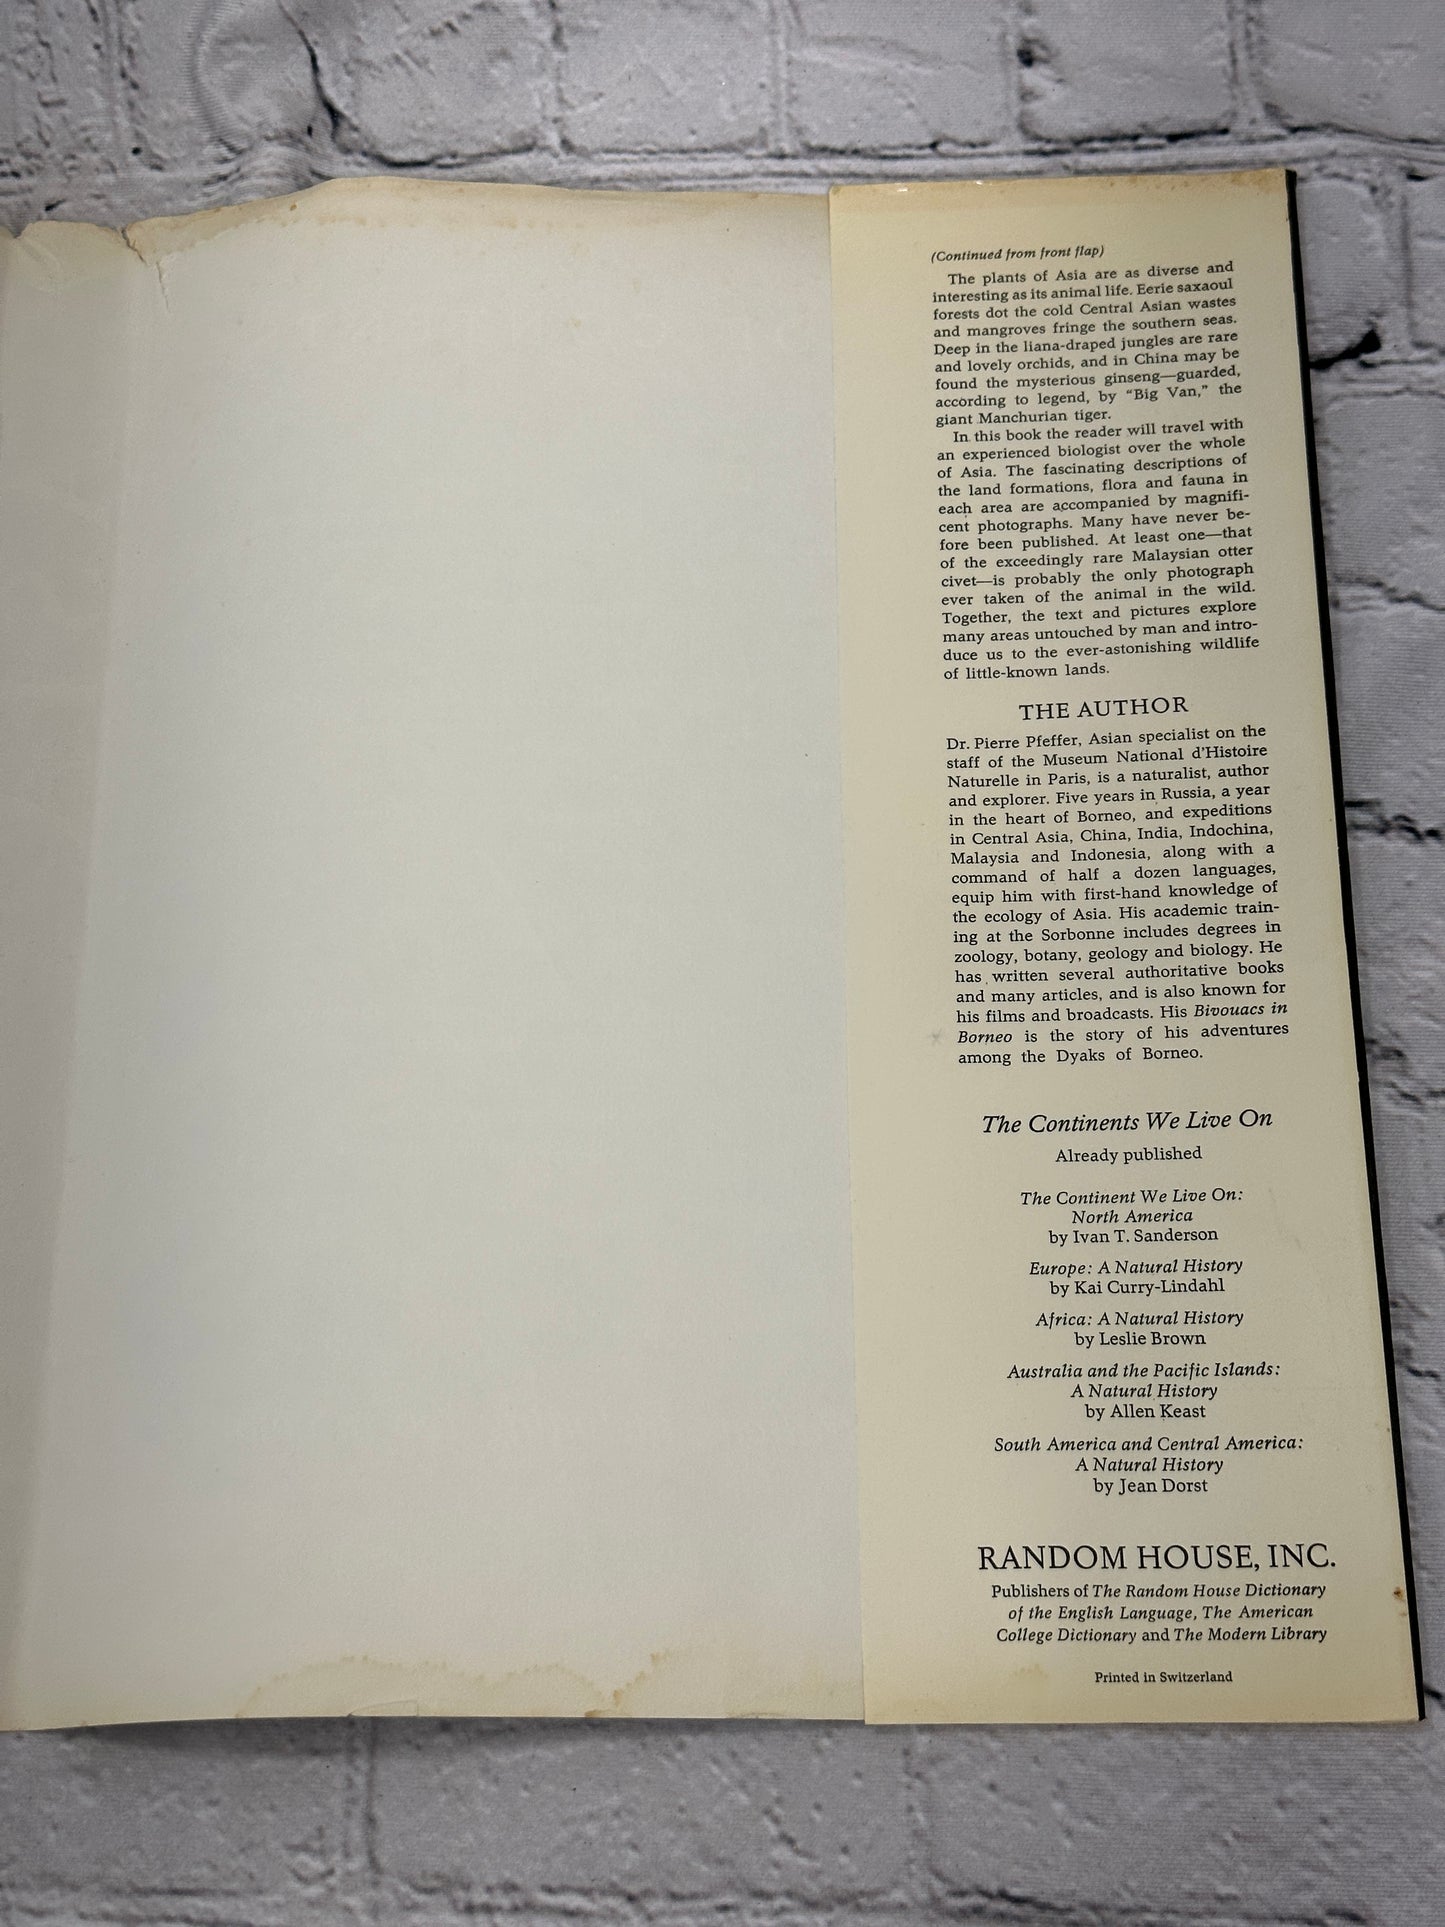 (Continued from front flap)
The plants of Asia are as diverse and
interesting as its animal life. Eerie saxaoul
forests dot the cold Central Asian wastes
and mangroves fringe the southern seas.
Deep in the liana-draped jungles are rare
and lovely orchids, and in China may be
found the mysterious ginseng—guarded,
according to legend, by “Big Van,” the
giant Manchurian tiger.
In this book the reader will travel with
an experienced biologist over the whole
of Asia. The fascinating descriptions of
the land formations, flora and fauna in
each area are accompanied by magnifi-
cent photographs. Many have never be-
fore been published. At least one—that
of the exceedingly rare Malaysian otter
civet—is probably the only photograph
ever taken of the animal in the wild.
Together, the text and pictures explore
many areas untouched by man and intro-
duce us to the ever-astonishing wildlife
of little-known lands.
THE AUTHOR
Dr. Pierre Pfeffer, Asian specialist on the
staff of the Museum National d'Histoire
Naturelle in Paris, is a naturalist, author
and explorer. Five years in Russia, a year
in the heart of Borneo, and expeditions
in Central Asia, China, India, Indochina,
Malaysia and Indonesia, along with a
command of half a dozen languages,
equip him with first-hand knowledge of
the ecology of Asia. His academic train-
ing at the Sorbonne includes degrees in
zoology, botany, geology and biology. He
has written several authoritative books
and many articles, and is also known for
his films and broadcasts. His Bivouacs in
Borneo is the story of his adventures
among the Dyaks of Borneo.
The Continents We Live On
Already published
The Continent We Live On:
North America
by Ivan T. Sanderson
Europe: A Natural History
by Kai Curry-Lindahl
Africa: A Natural History
by Leslie Brown
Australia and the Pacific Islands:
A Natural History
by Allen Keast
South America and Central America:
A Natural History
by Jean Dorst
RANDOM HOUSE, INC.
Publishers of The Random House Dictionary
of the English Language, The American
College Dictionary and The Modern Library
Printed in Switzerland